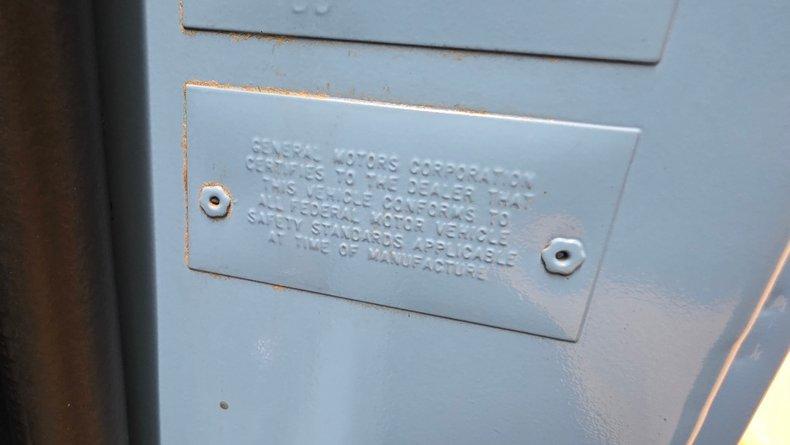 GENERAL MOTORS CORPORATION
CERTIFIES TO THE DEALER THAT
THIS VEHICLE CONFORMS TO
ALL FEDERAL MOTOR VEHICLE
SAFETY STANDARDS APPLICABLE
AT TIME OF MANUFACTURE